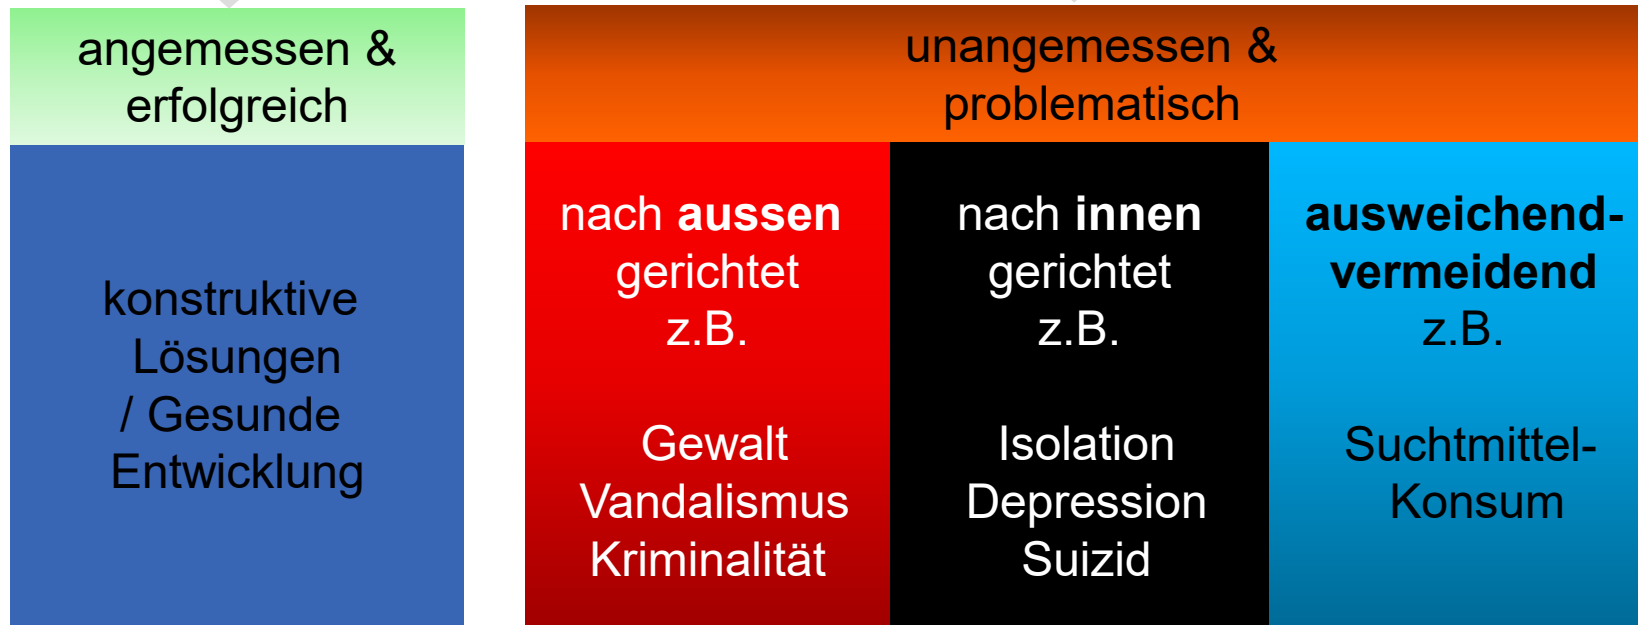 angemessen &
erfolgreich
konstruktive
Lösungen
/ Gesunde
Entwicklung
unangemessen &
problematisch
nach aussen
gerichtet
z.B.
Gewalt
Vandalismus
Kriminalität
nach innen
gerichtet
z.B.
Isolation
Depression
Suizid
ausweichend-
vermeidend
z.B.
Suchtmittel-
Konsum